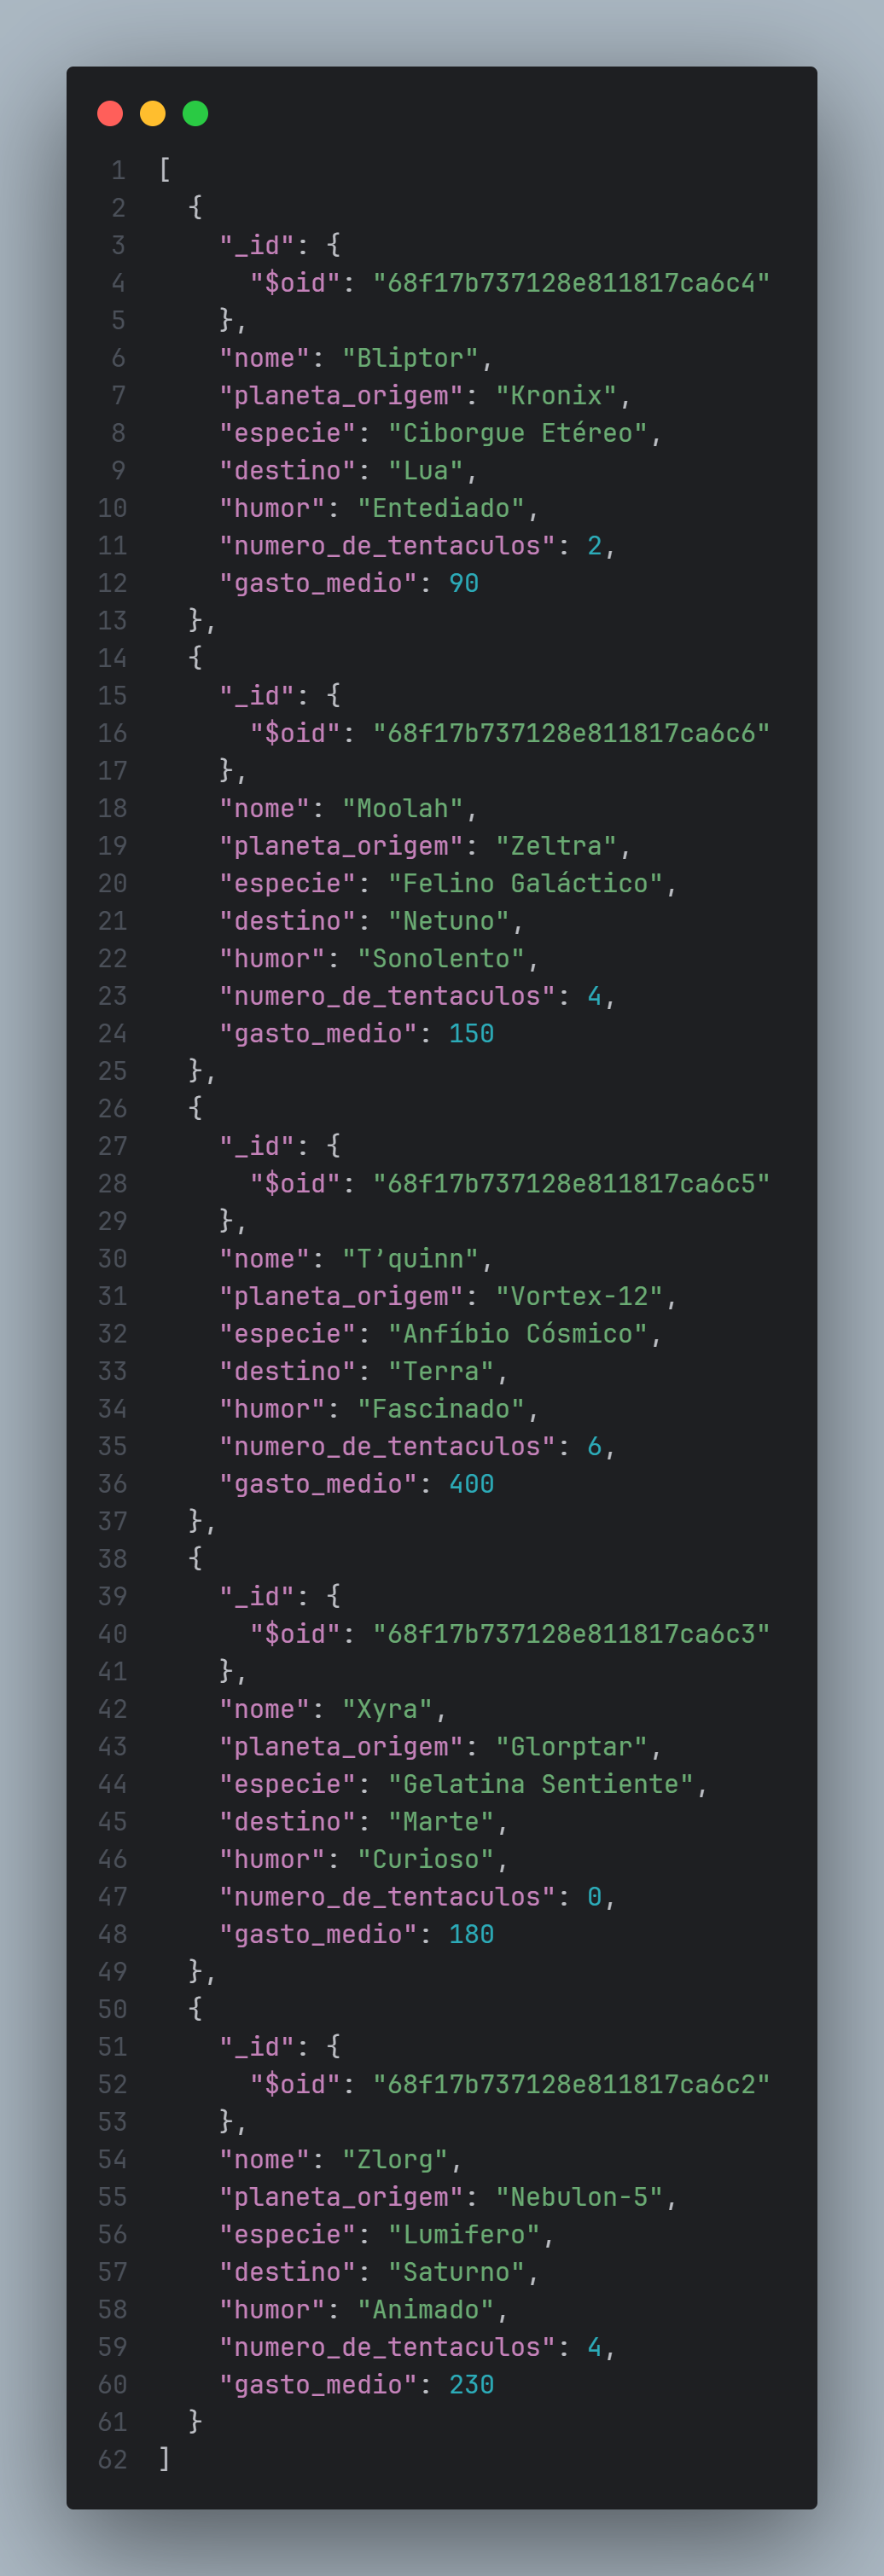 1 [
2   {
3     "_id": {
4       "$oid": "68f17b737128e811817ca6c4"
5     },
6     "nome": "Bliptor",
7     "planeta_origem": "Kronix",
8     "especie": "Ciborgue Etéreo",
9     "destino": "Lua",
10     "humor": "Entediado",
11     "numero_de_tentaculos": 2,
12     "gasto_medio": 90
13   },
14   {
15     "_id": {
16       "$oid": "68f17b737128e811817ca6c6"
17     },
18     "nome": "Moolah",
19     "planeta_origem": "Zeltra",
20     "especie": "Felino Galáctico",
21     "destino": "Netuno",
22     "humor": "Sonolento",
23     "numero_de_tentaculos": 4,
24     "gasto_medio": 150
25   },
26   {
27     "_id": {
28       "$oid": "68f17b737128e811817ca6c5"
29     },
30     "nome": "T’quinn",
31     "planeta_origem": "Vortex-12",
32     "especie": "Anfíbio Cósmico",
33     "destino": "Terra",
34     "humor": "Fascinado",
35     "numero_de_tentaculos": 6,
36     "gasto_medio": 400
37   },
38   {
39     "_id": {
40       "$oid": "68f17b737128e811817ca6c3"
41     },
42     "nome": "Xyra",
43     "planeta_origem": "Glorptar",
44     "especie": "Gelatina Sentiente",
45     "destino": "Marte",
46     "humor": "Curioso",
47     "numero_de_tentaculos": 0,
48     "gasto_medio": 180
49   },
50   {
51     "_id": {
52       "$oid": "68f17b737128e811817ca6c2"
53     },
54     "nome": "Zlorg",
55     "planeta_origem": "Nebulon-5",
56     "especie": "Lumifero",
57     "destino": "Saturno",
58     "humor": "Animado",
59     "numero_de_tentaculos": 4,
60     "gasto_medio": 230
61   }
62 ]